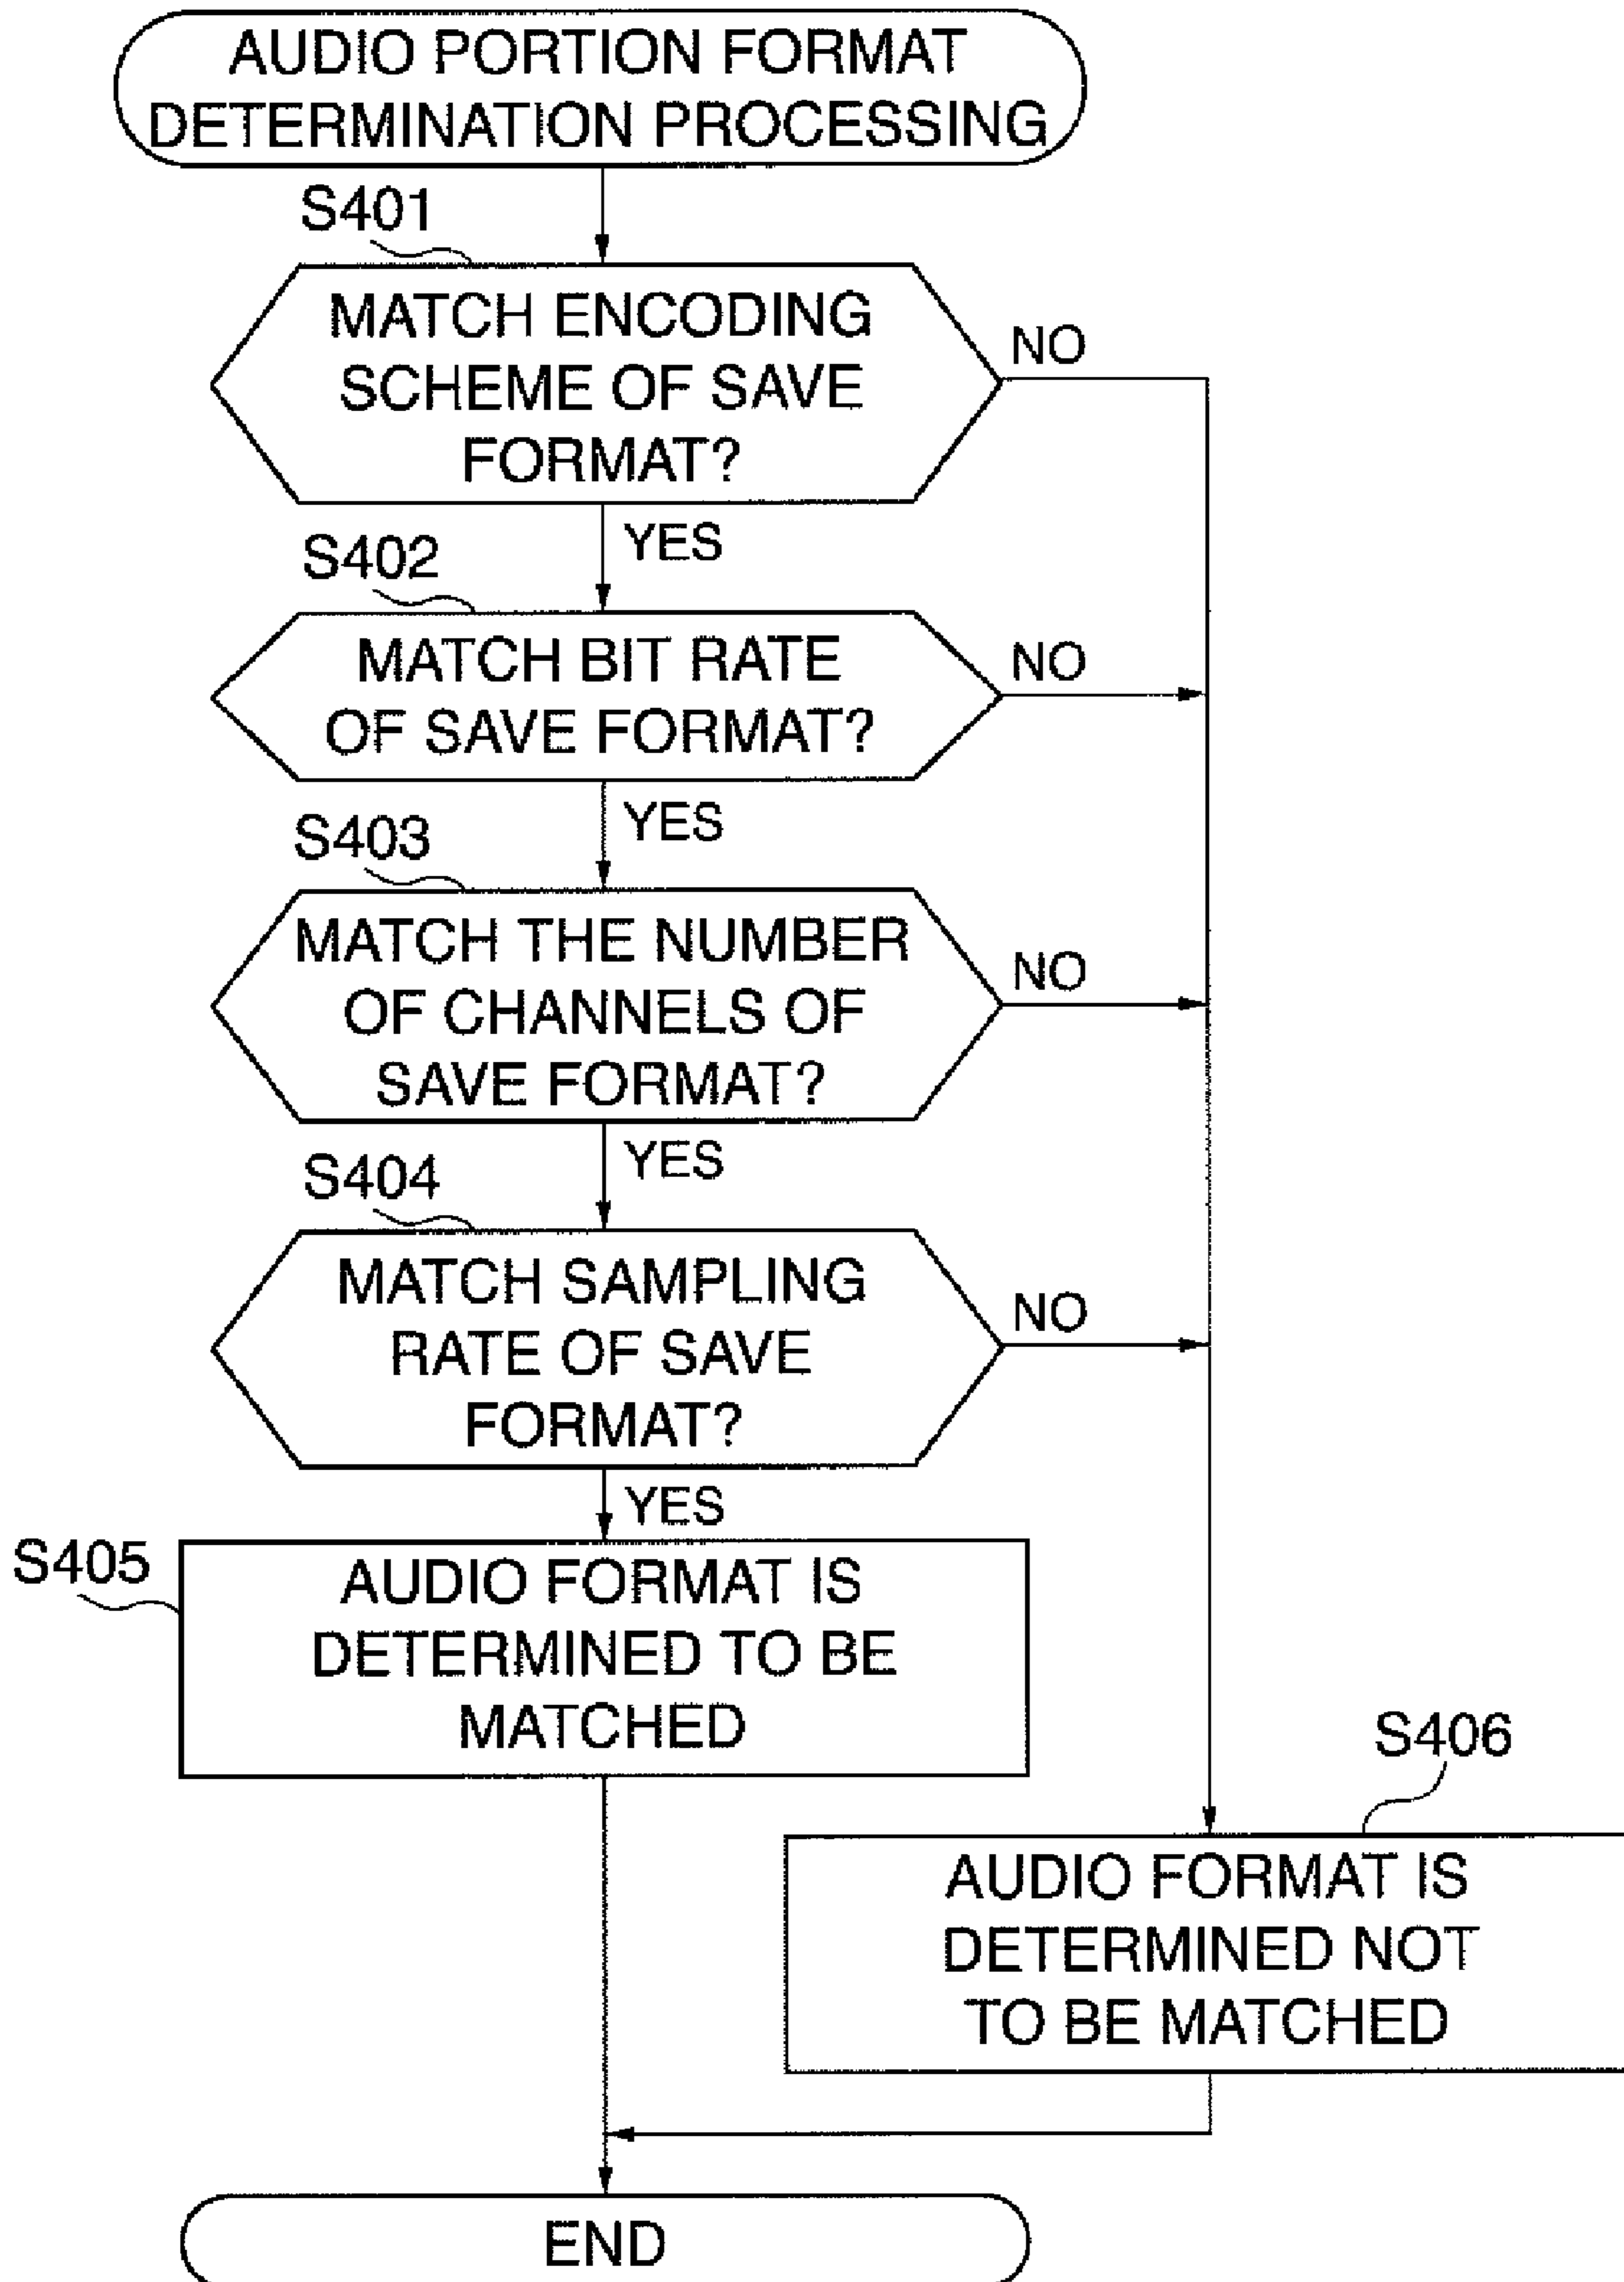 AUDIO PORTION FORMAT
DETERMINATION PROCESSING
S401
MATCH ENCODING
SCHEME OF SAVE
FORMAT?
NO
YES
S402
MATCH BIT RATE
OF SAVE FORMAT?
NO
YES
S403
MATCH THE NUMBER
OF CHANNELS OF
SAVE FORMAT?
NO
YES
S404
MATCH SAMPLING
RATE OF SAVE
FORMAT?
NO
YES
S405
AUDIO FORMAT IS
DETERMINED TO BE
MATCHED
S406
AUDIO FORMAT IS
DETERMINED NOT
TO BE MATCHED
END